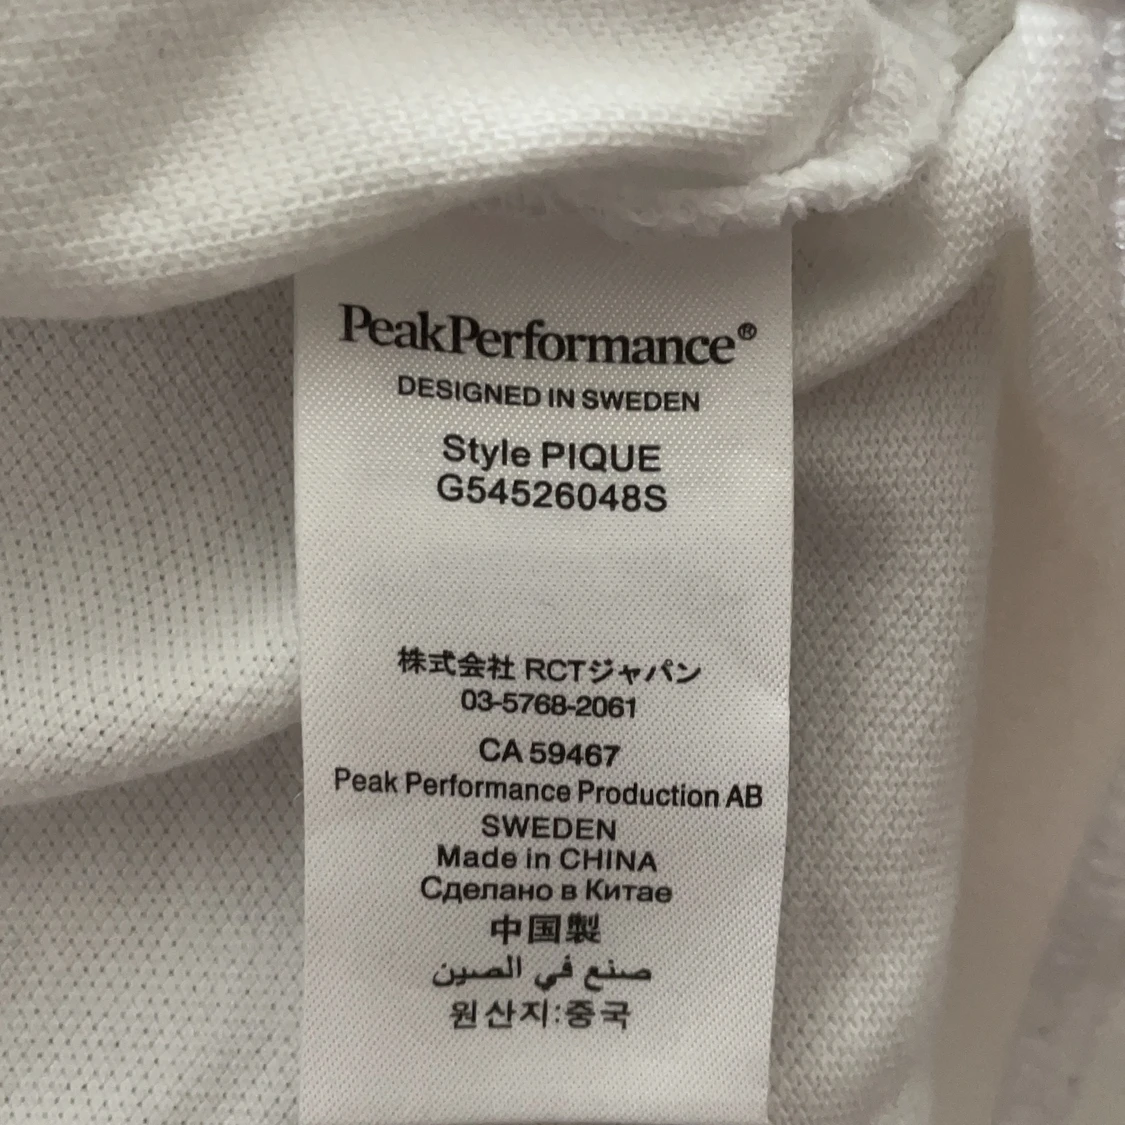 PeakPerformance®
DESIGNED IN SWEDEN
Style PIQUE
G54526048S
株式会社 RCTジャパン
03-5768-2061
CA 59467
Peak Performance Production AB
SWEDEN
Made in CHINA
Сделано в Китае
中国製
صنع في الصين
원산지:중국